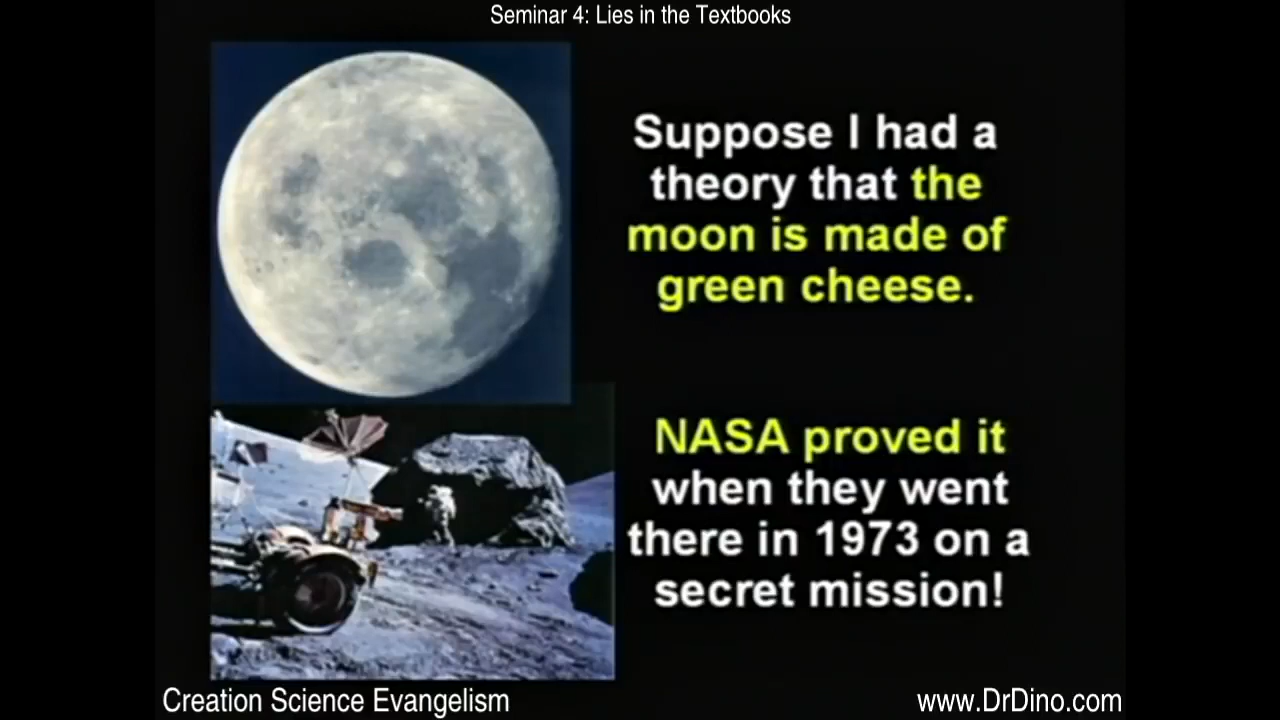 Seminar 4: Lies in the Textbooks
Suppose I had a
theory that the
moon is made of
green cheese.
NASA proved it
when they went
there in 1973 on a
secret mission!
Creation Science Evangelism
www.DrDino.com